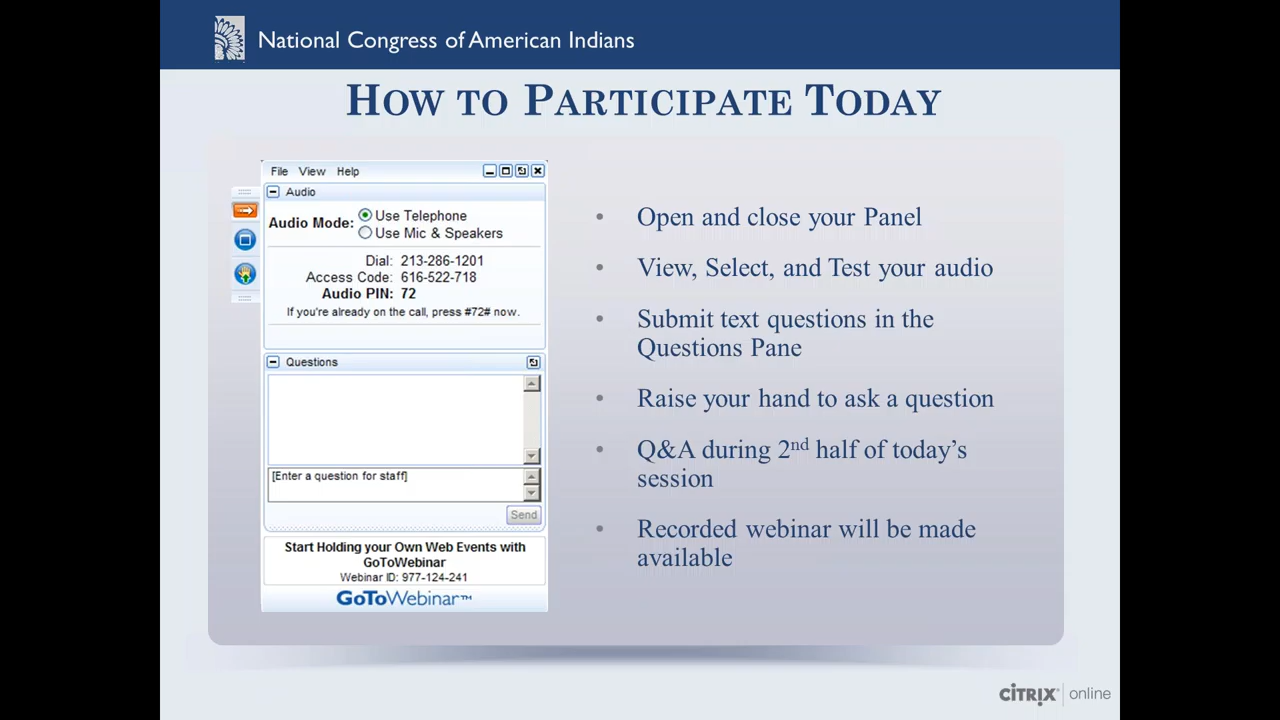 National Congress of American Indians
HOW TO PARTICIPATE TODAY
File View Help
Audio
Audio Mode: Use Telephone
Use Mic & Speakers
Dial: 213-286-1201
Access Code: 616-522-718
Audio PIN: 72
If you're already on the call, press #72# now.
Questions
[Enter a question for staff]
Send
Start Holding your Own Web Events with
GoToWebinar
Webinar ID: 977-124-241
GoToWebinar™
• Open and close your Panel
• View, Select, and Test your audio
• Submit text questions in the
Questions Pane
• Raise your hand to ask a question
• Q&A during 2nd half of today’s
session
• Recorded webinar will be made
available
CİTRIX® online